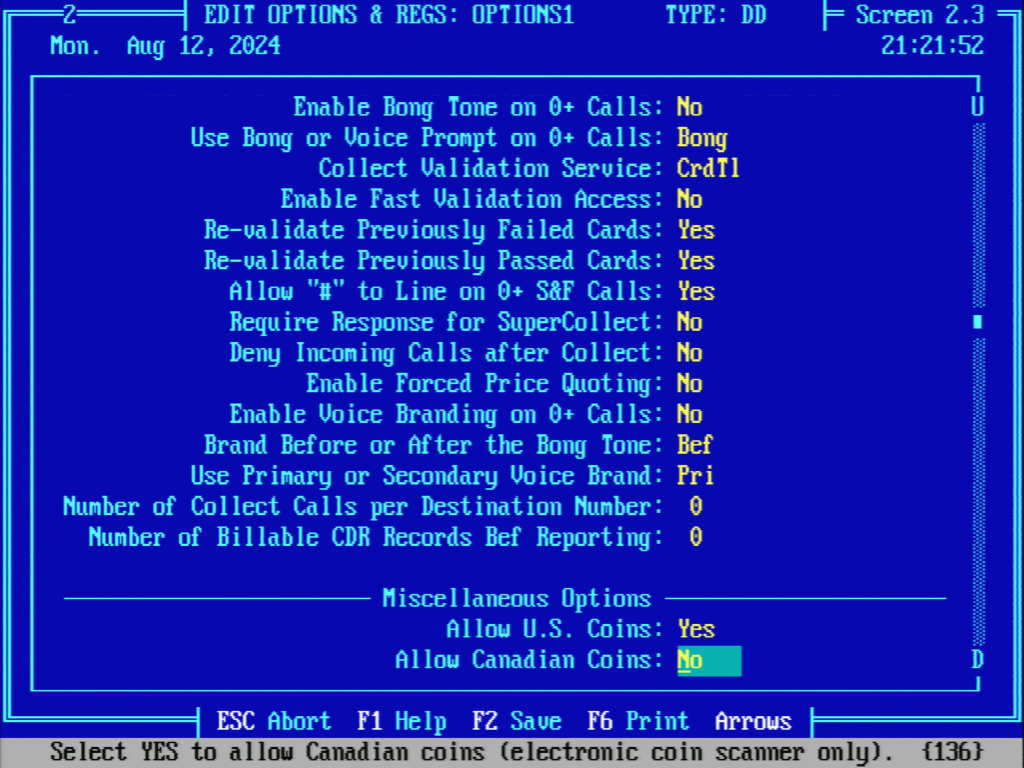 2 EDIT OPTIONS & REGS: OPTIONS1 TYPE: DD Screen 2.3
Mon. Aug 12, 2024 21:21:52
Enable Bong Tone on 0+ Calls: No U
Use Bong or Voice Prompt on 0+ Calls: Bong
Collect Validation Service: CrdTl
Enable Fast Validation Access: No
Re-validate Previously Failed Cards: Yes
Re-validate Previously Passed Cards: Yes
Allow "#" to Line on 0+ S&F Calls: Yes
Require Response for SuperCollect: No
Deny Incoming Calls after Collect: No
Enable Forced Price Quoting: No
Enable Voice Branding on 0+ Calls: No
Brand Before or After the Bong Tone: Bef
Use Primary or Secondary Voice Brand: Pri
Number of Collect Calls per Destination Number: 0
Number of Billable CDR Records Bef Reporting: 0
Miscellaneous Options
Allow U.S. Coins: Yes
Allow Canadian Coins: No D
ESC Abort F1 Help F2 Save F6 Print Arrows
Select YES to allow Canadian coins (electronic coin scanner only). {136}